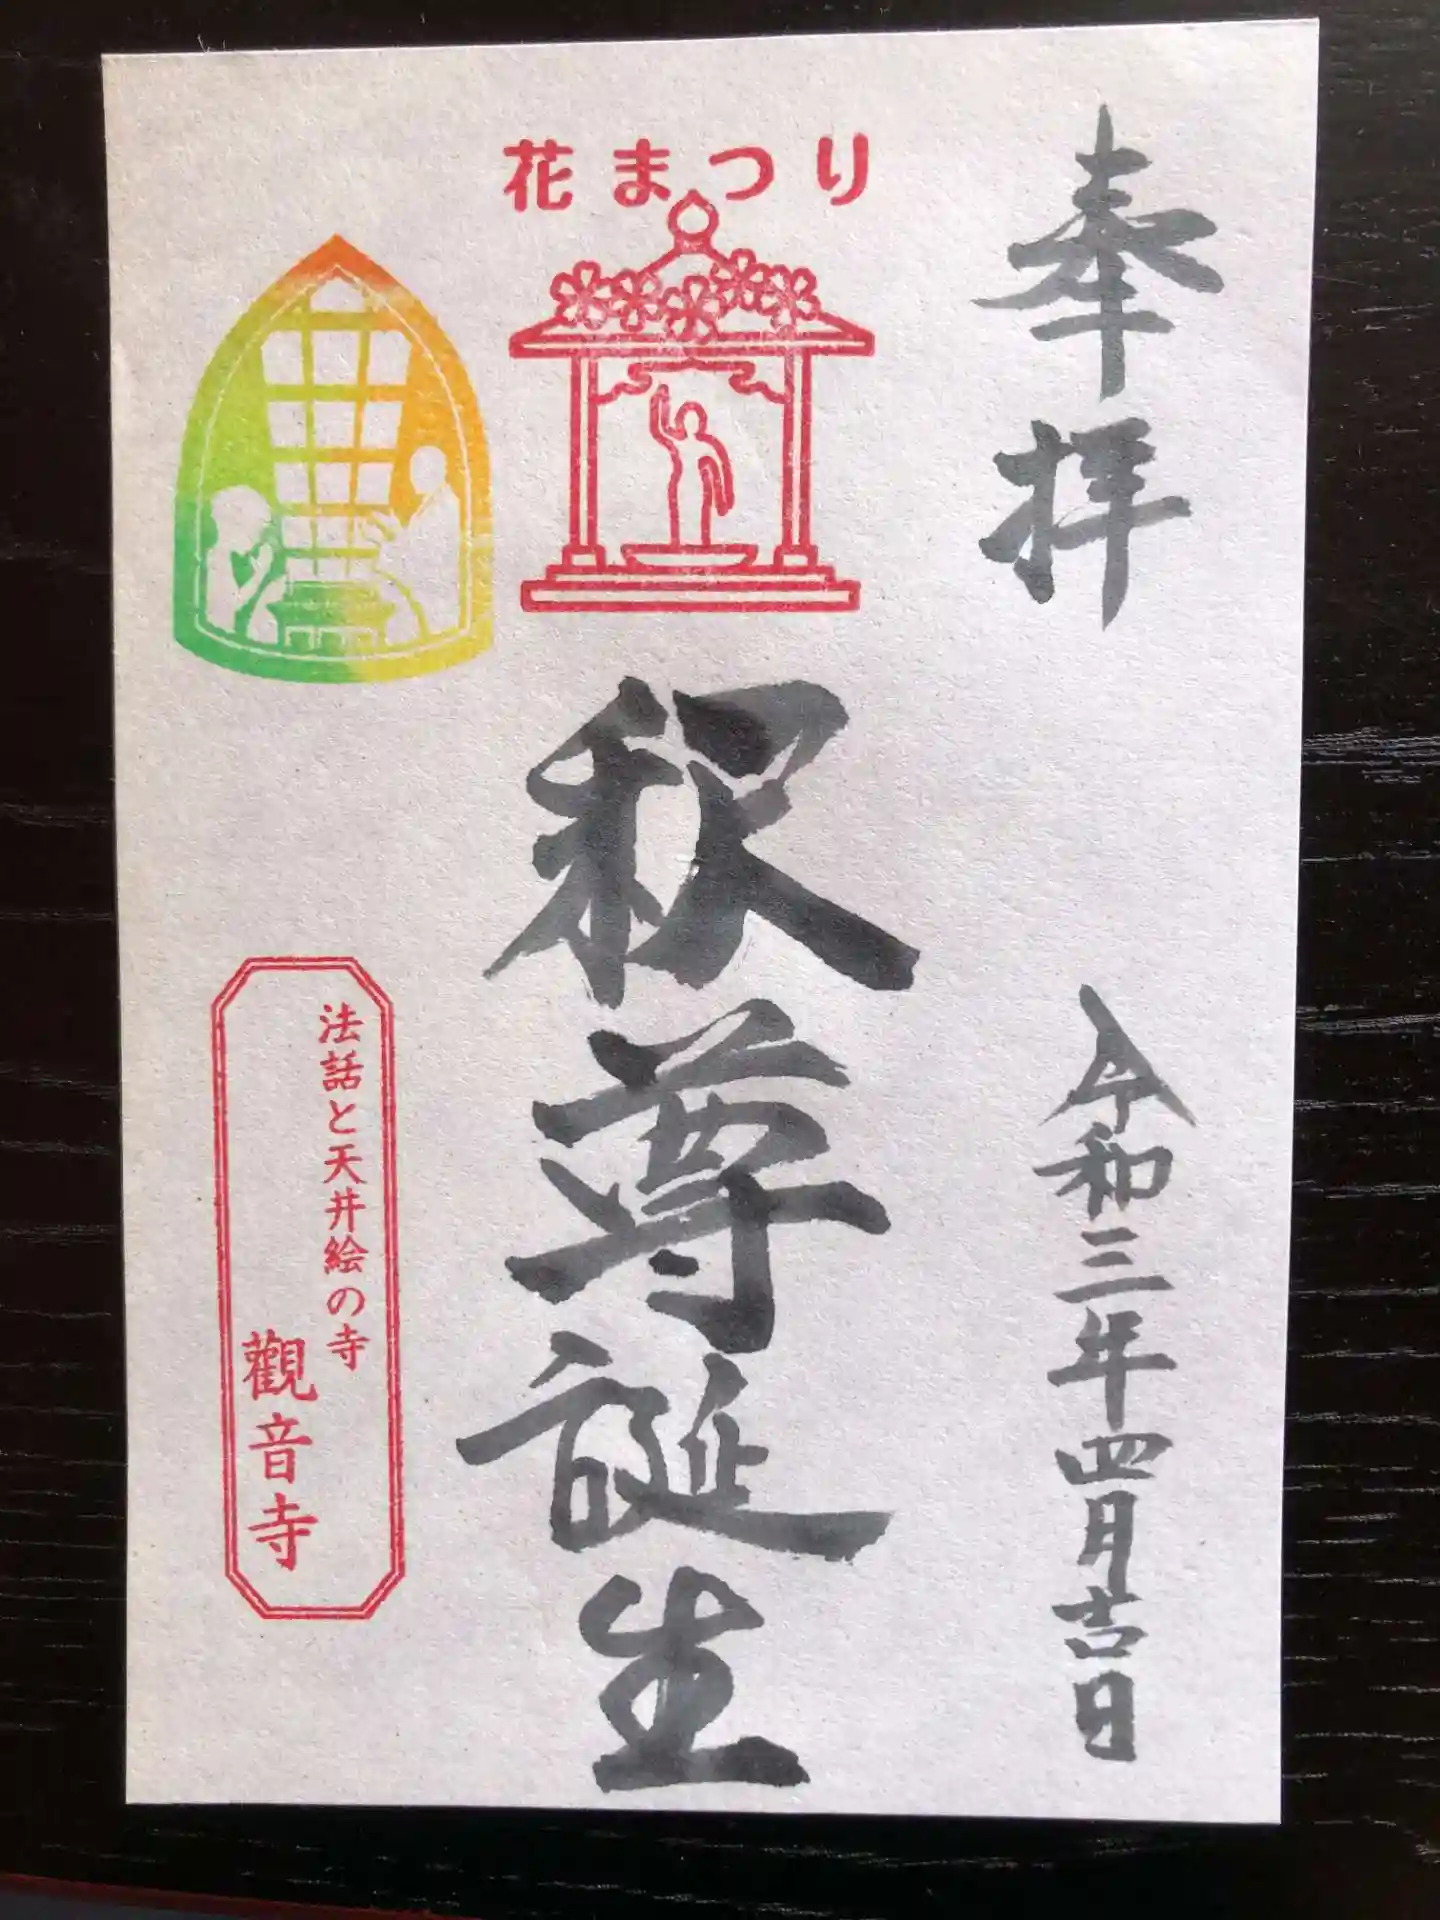 奉拝
令和三年四月吉日
花まつり
釈尊誕生
法話と天井絵の寺
觀音寺